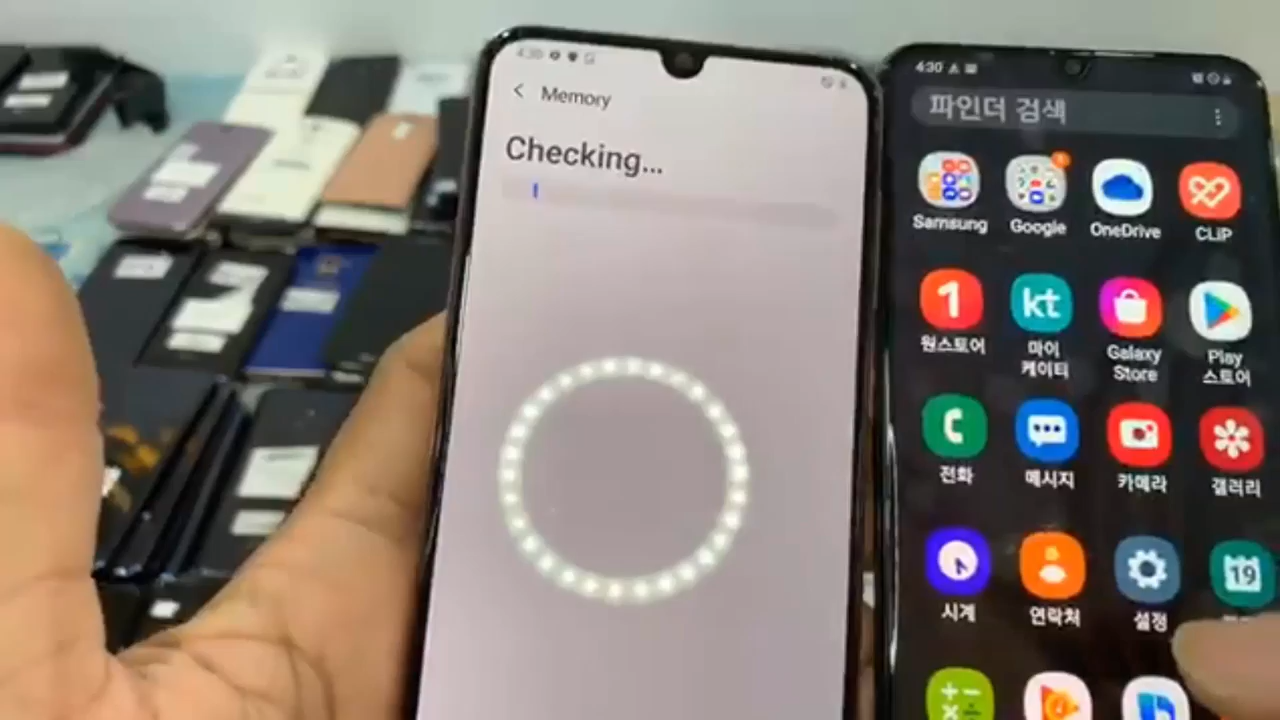 4:30
Memory
Checking...
4:30
파인더 검색
Samsung
Google
OneDrive
CLiP
1
원스토어
kt
마이
케이티
Galaxy
Store
Play
스토어
전화
메시지
카메라
갤러리
시계
연락처
설정
19